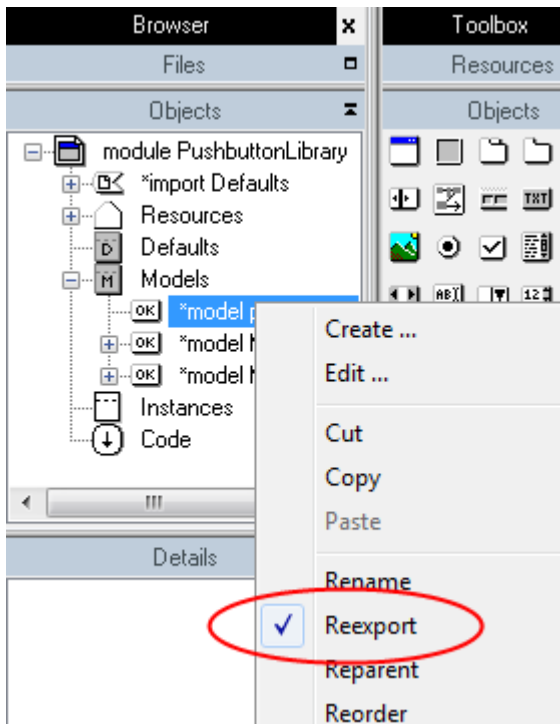 Browser x
Files
Objects
module PushbuttonLibrary
*import Defaults
Resources
D Defaults
M Models
OK *model
OK *model
OK *model
Instances
Code
Details
Toolbox
Resources
Objects
TXT
Create ...
Edit ...
Cut
Copy
Paste
Rename
Reexport
Reparent
Reorder